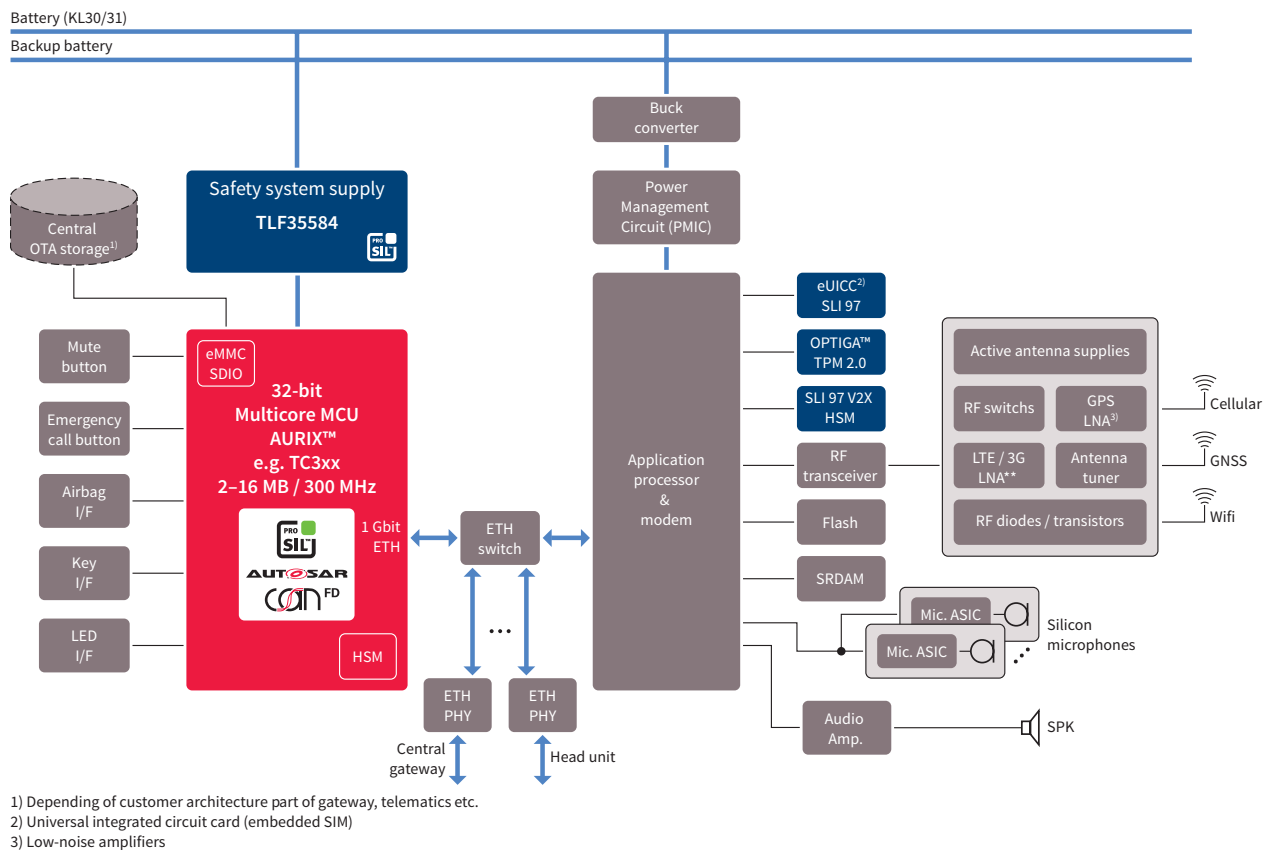 Battery (KL30/31)
Backup battery
Buck
converter
Safety system supply
TLF35584
PRO
SIL™
Power
Management
Circuit (PMIC)
Central
OTA storage1)
eUICC2)
SLI 97
OPTIGA™
TPM 2.0
SLI 97 V2X
HSM
RF
transceiver
Flash
SRDAM
Active antenna supplies
RF switchs
GPS
LNA3)
LTE / 3G
LNA**
Antenna
tuner
RF diodes / transistors
Cellular
GNSS
Wifi
Mute
button
Emergency
call button
Airbag
I/F
Key
I/F
LED
I/F
eMMC
SDIO
32-bit
Multicore MCU
AURIX™
e.g. TC3xx
2–16 MB / 300 MHz
PRO
SIL™
AUTOSAR
CAN FD
1 Gbit
ETH
HSM
ETH
switch
...
Application
processor
&
modem
Mic. ASIC
Mic. ASIC
Silicon
microphones
ETH
PHY
ETH
PHY
Central
gateway
Head unit
Audio
Amp.
SPK
1) Depending of customer architecture part of gateway, telematics etc.
2) Universal integrated circuit card (embedded SIM)
3) Low-noise amplifiers